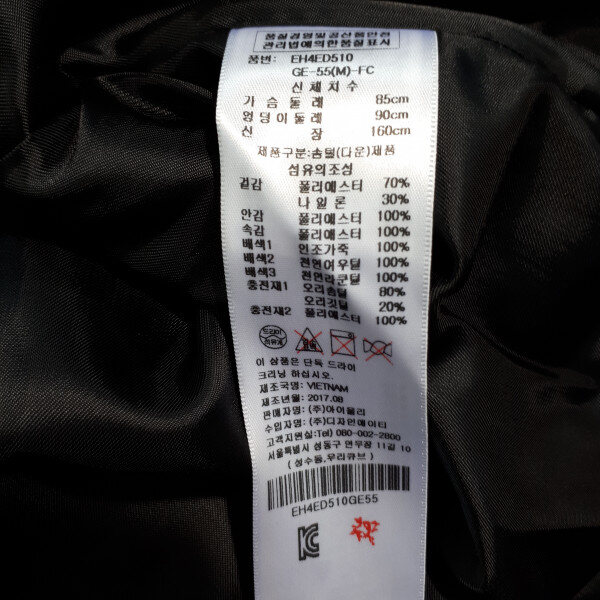 품질경영및공산품안전
관리법에의한품질표시
품번: EH4ED510
GE-55(M)-FC
신체치수
가슴둘레 85cm
엉덩이둘레 90cm
신 장 160cm
제품구분:솜털(다운)제품
섬유의조성
겉감 폴리에스터 70%
나일론 30%
안감 폴리에스터 100%
속감 폴리에스터 100%
배색1 인조가죽 100%
배색2 천연여우털 100%
배색3 천연라쿤털 100%
충전재1 오리솜털 80%
오리깃털 20%
충전재2 폴리에스터 100%
드라이
석유계
이 상품은 단독 드라이
크리닝 하십시오.
제조국명: VIETNAM
제조년월: 2017.08
판매자명: (주)아이올리
수입자명: (주)디자인에이티
고객지원실:Tel) 080-002-2800
서울특별시 성동구 연무장 11길 10
(성수동,우리큐브)
EH4ED510GE55